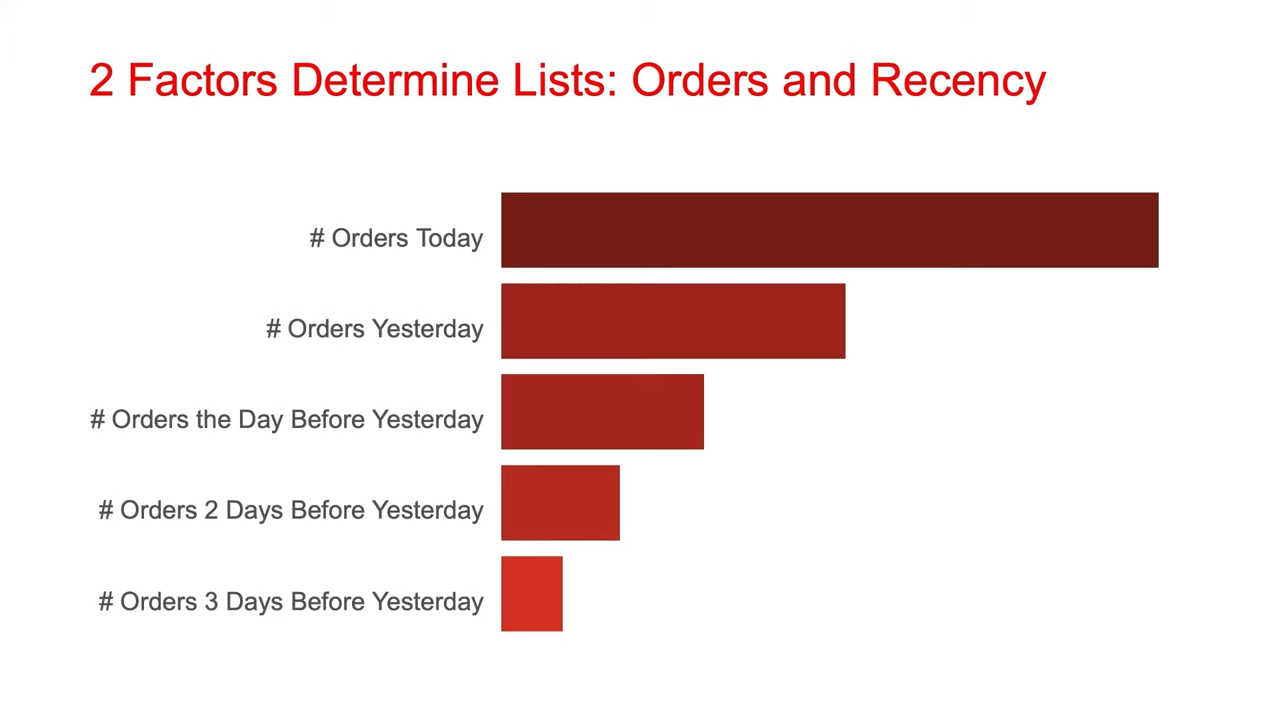 2 Factors Determine Lists: Orders and Recency
# Orders Today
# Orders Yesterday
# Orders the Day Before Yesterday
# Orders 2 Days Before Yesterday
# Orders 3 Days Before Yesterday